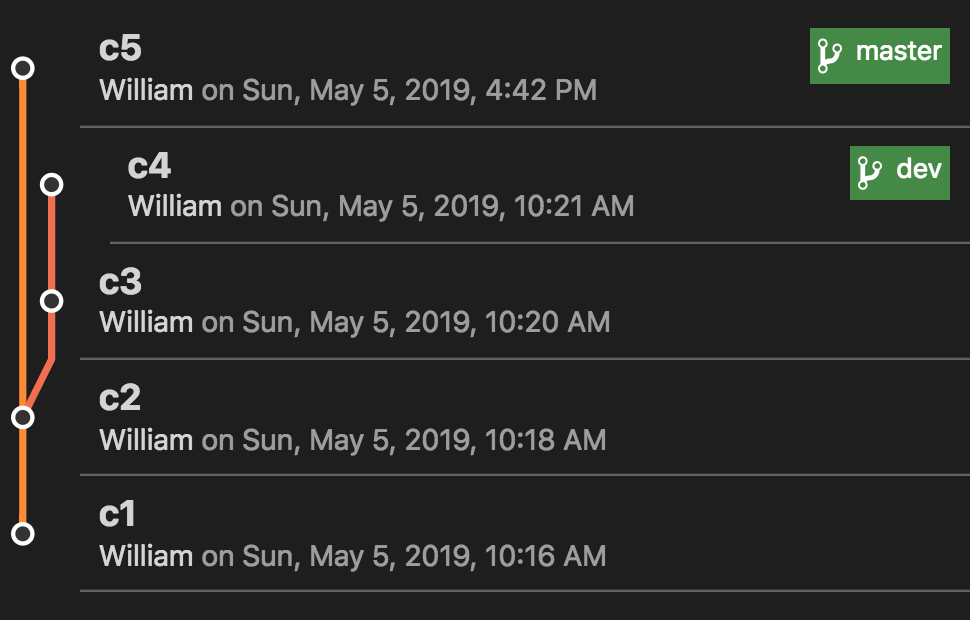 c5
master
William on Sun, May 5, 2019, 4:42 PM
c4
dev
William on Sun, May 5, 2019, 10:21 AM
c3
William on Sun, May 5, 2019, 10:20 AM
c2
William on Sun, May 5, 2019, 10:18 AM
c1
William on Sun, May 5, 2019, 10:16 AM